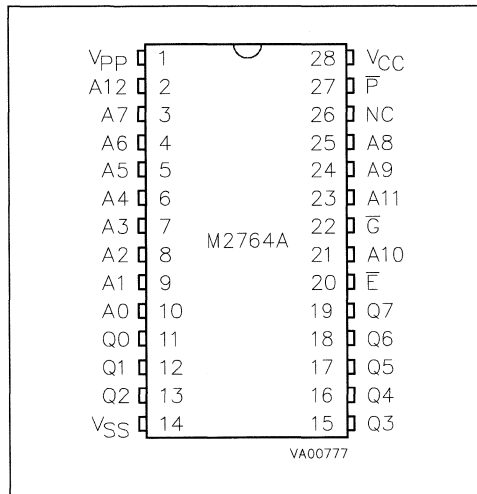 VPP 1 28 VCC
A12 2 27 P̅
A7 3 26 NC
A6 4 25 A8
A5 5 24 A9
A4 6 23 A11
A3 7 22 G̅
M2764A
A2 8 21 A10
A1 9 20 E̅
A0 10 19 Q7
Q0 11 18 Q6
Q1 12 17 Q5
Q2 13 16 Q4
VSS 14 15 Q3
VA00777